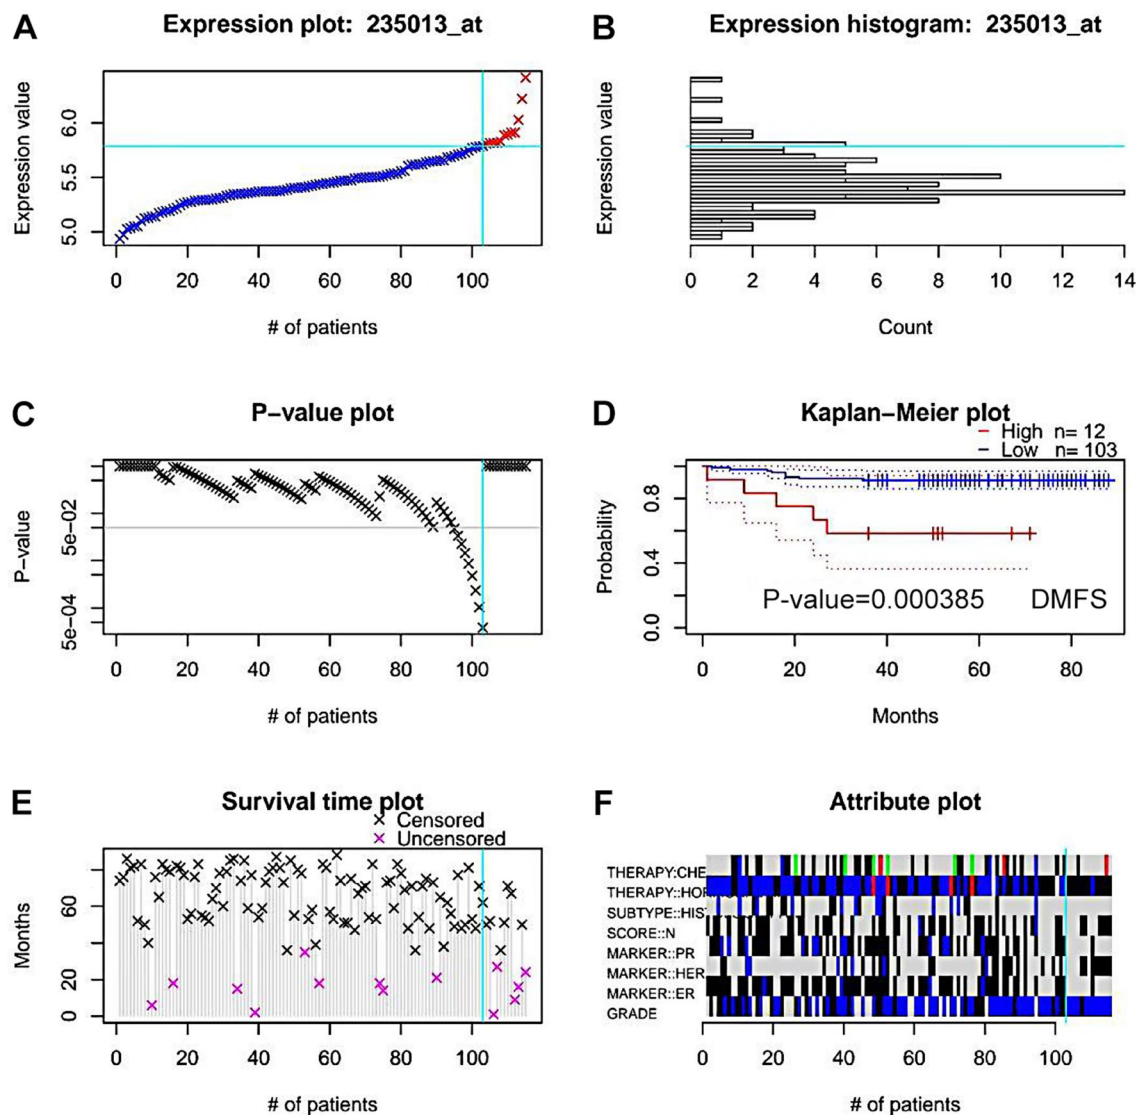 A
Expression plot: 235013_at
Expression value
6.0
5.5
5.0
0 20 40 60 80 100
# of patients
B
Expression histogram: 235013_at
Expression value
0 2 4 6 8 10 12 14
Count
C
P-value plot
P-value
5e-02
5e-04
0 20 40 60 80 100
# of patients
D
Kaplan-Meier plot
High n= 12
Low n= 103
Probability
0.8
0.4
0.0
P-value=0.000385 DMFS
0 20 40 60 80
Months
E
Survival time plot
Censored
Uncensored
Months
60
20
0
0 20 40 60 80 100
# of patients
F
Attribute plot
THERAPY:CHE
THERAPY::HOR
SUBTYPE::HIS
SCORE::N
MARKER::PR
MARKER::HER
MARKER::ER
GRADE
0 20 40 60 80 100
# of patients